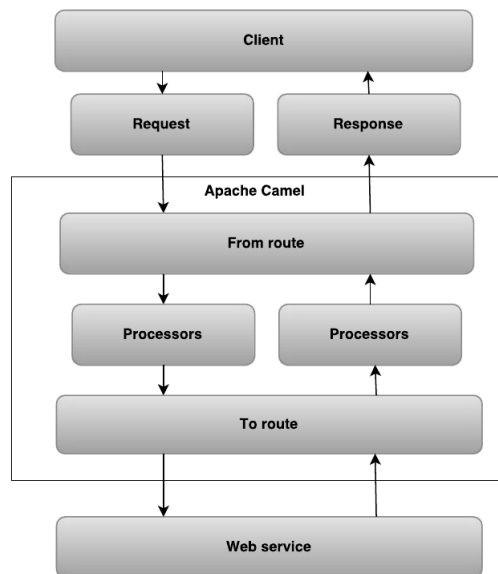 Client
Request
Response
Apache Camel
From route
Processors
Processors
To route
Web service